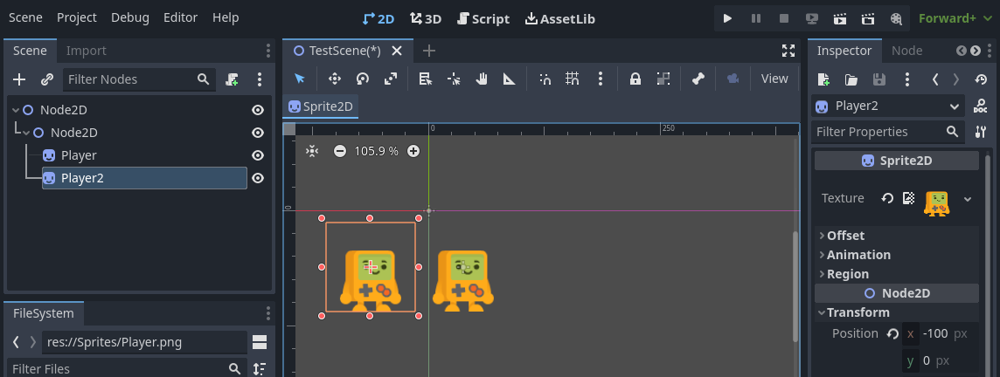 Scene Project Debug Editor Help 2D 3D Script AssetLib Forward+
Scene Import
Filter Nodes
Node2D
Node2D
Player
Player2
FileSystem
res://Sprites/Player.png
Filter Files
TestScene(*)
View
Sprite2D
0 250
105.9 %
0
Inspector Node
Player2
DOC
Filter Properties
Sprite2D
Texture
Offset
Animation
Region
Node2D
Transform
Position x -100 px
y 0 px